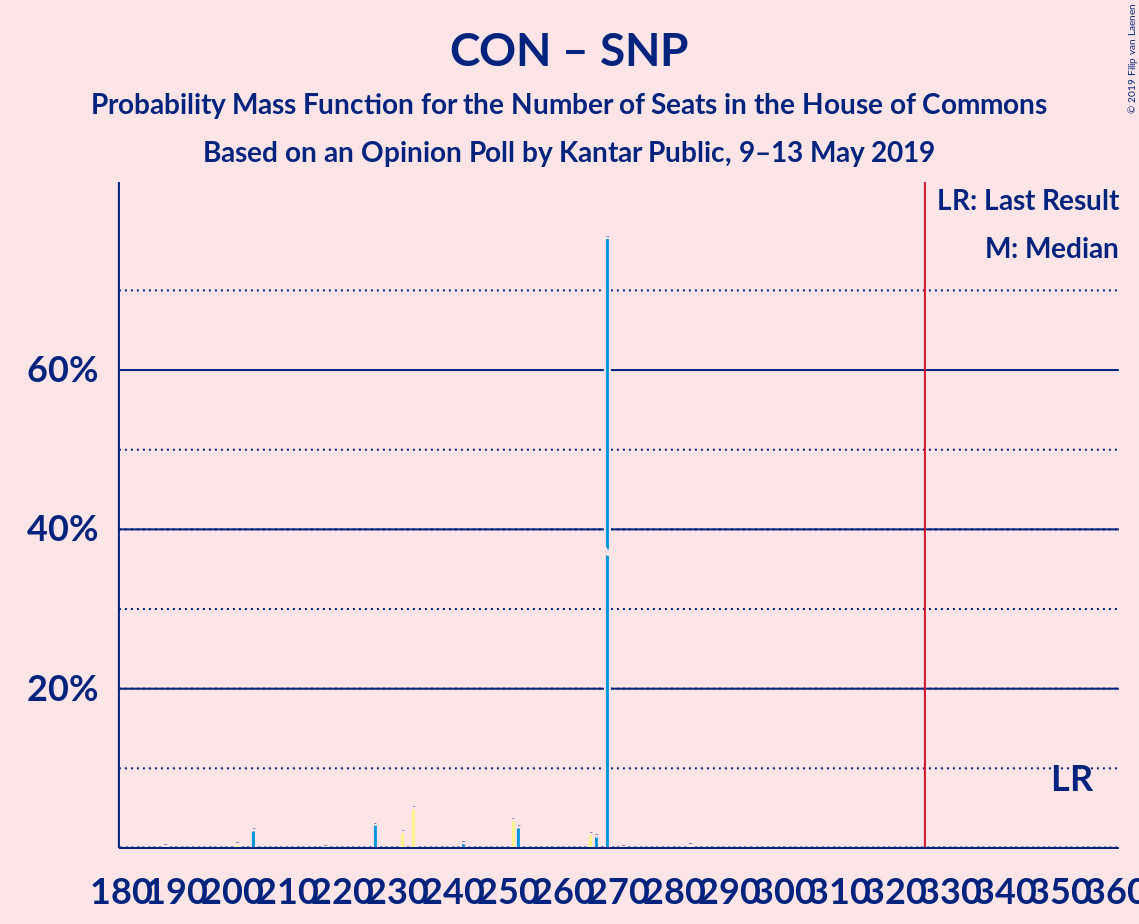 CON – SNP
Probability Mass Function for the Number of Seats in the House of Commons
Based on an Opinion Poll by Kantar Public, 9–13 May 2019
© 2019 Filip van Laenen
LR: Last Result
M: Median
60%
40%
20%
LR
180 190 200 210 220 230 240 250 260 270 280 290 300 310 320 330 340 350 360